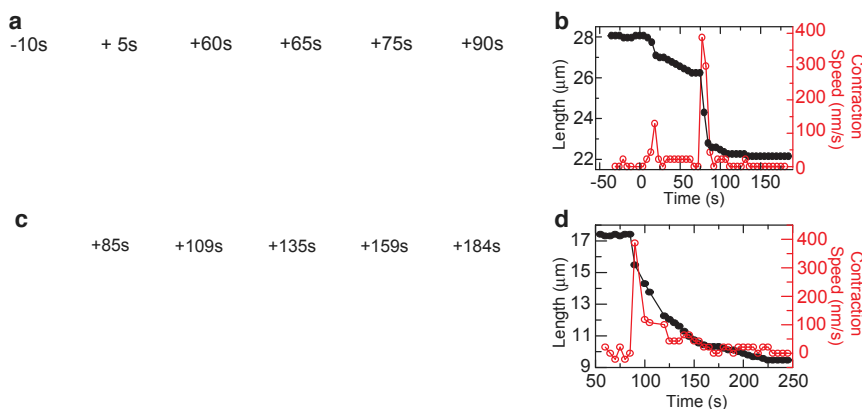 a
-10s + 5s +60s +65s +75s +90s
b
28
26
24
22
Length (μm)
-50 0 50 100 150
Time (s)
400
300
200
100
0
Contraction
Speed (nm/s)
c
+85s +109s +135s +159s +184s
d
17
15
13
11
9
Length (μm)
50 100 150 200 250
Time (s)
400
300
200
100
0
Contraction
Speed (nm/s)